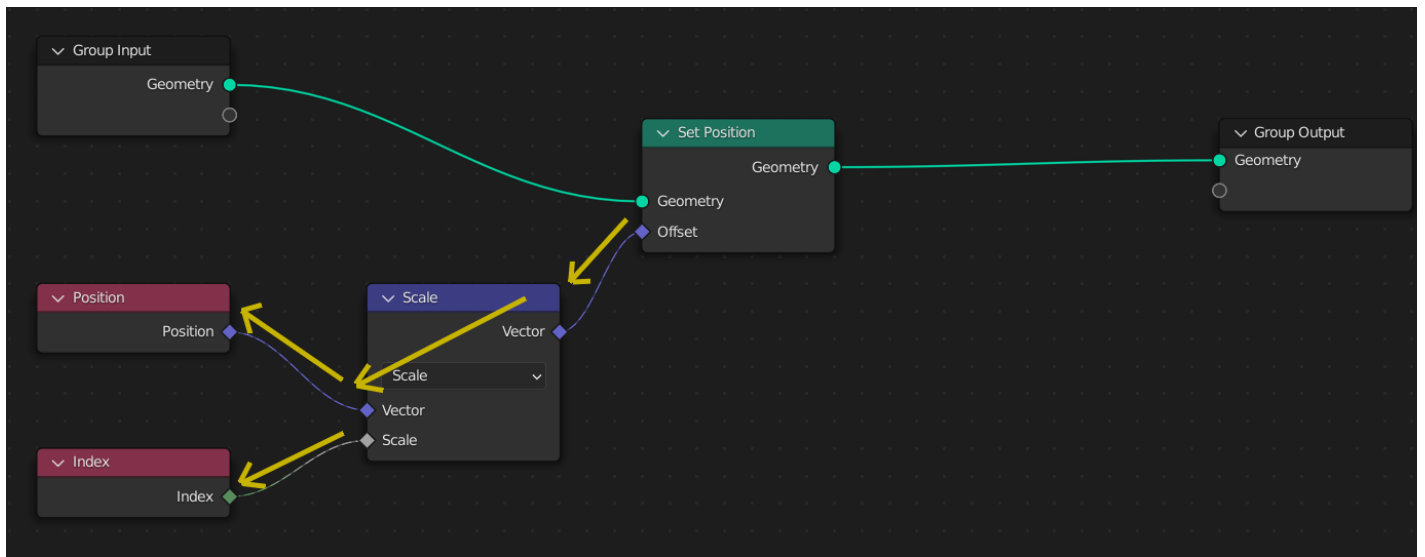 Group Input
Geometry
Set Position
Geometry
Geometry
Offset
Group Output
Geometry
Position
Position
Scale
Vector
Scale
Vector
Scale
Index
Index